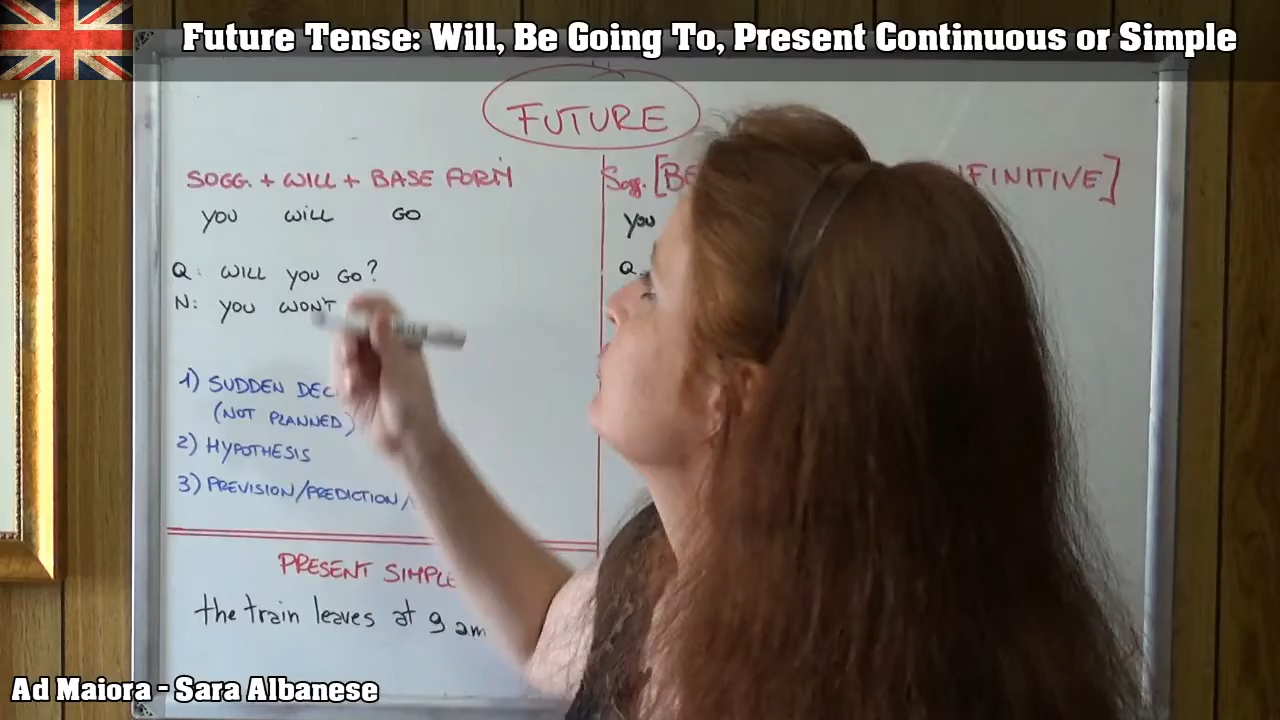 Future Tense: Will, Be Going To, Present Continuous or Simple
FUTURE
SOGG. + WILL + BASE FORM
YOU WILL GO
Q: WILL YOU GO?
N: YOU WON'T
1) SUDDEN
(NOT PLANNED)
2) HYPOTHESIS
3) PREVISION/PREDICTION/
PRESENT SIMPLE
the train leaves at 9 am
Sogg. [BE INFINITIVE]
you
Q
Ad Maiora - Sara Albanese